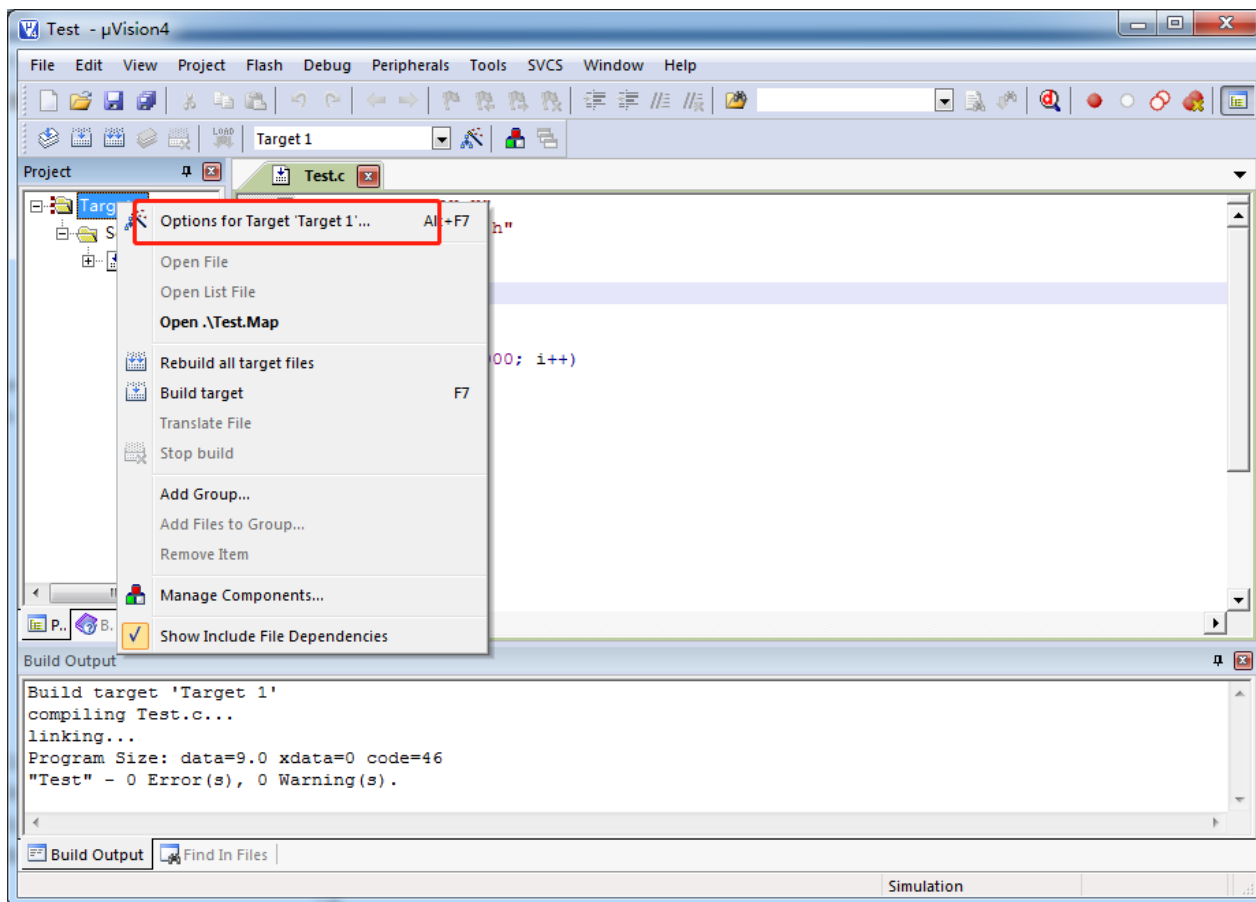 Test - µVision4
File Edit View Project Flash Debug Peripherals Tools SVCS Window Help
LOAD Target 1
Project
Test.c
Options for Target 'Target 1'... Alt+F7
h"
Open File
Open List File
Open .\Test.Map
00; i++)
Rebuild all target files
Build target F7
Translate File
Stop build
Add Group...
Add Files to Group...
Remove Item
Manage Components...
P.. B.
Show Include File Dependencies
Build Output
Build target 'Target 1'
compiling Test.c...
linking...
Program Size: data=9.0 xdata=0 code=46
"Test" - 0 Error(s), 0 Warning(s).
Build Output Find In Files
Simulation